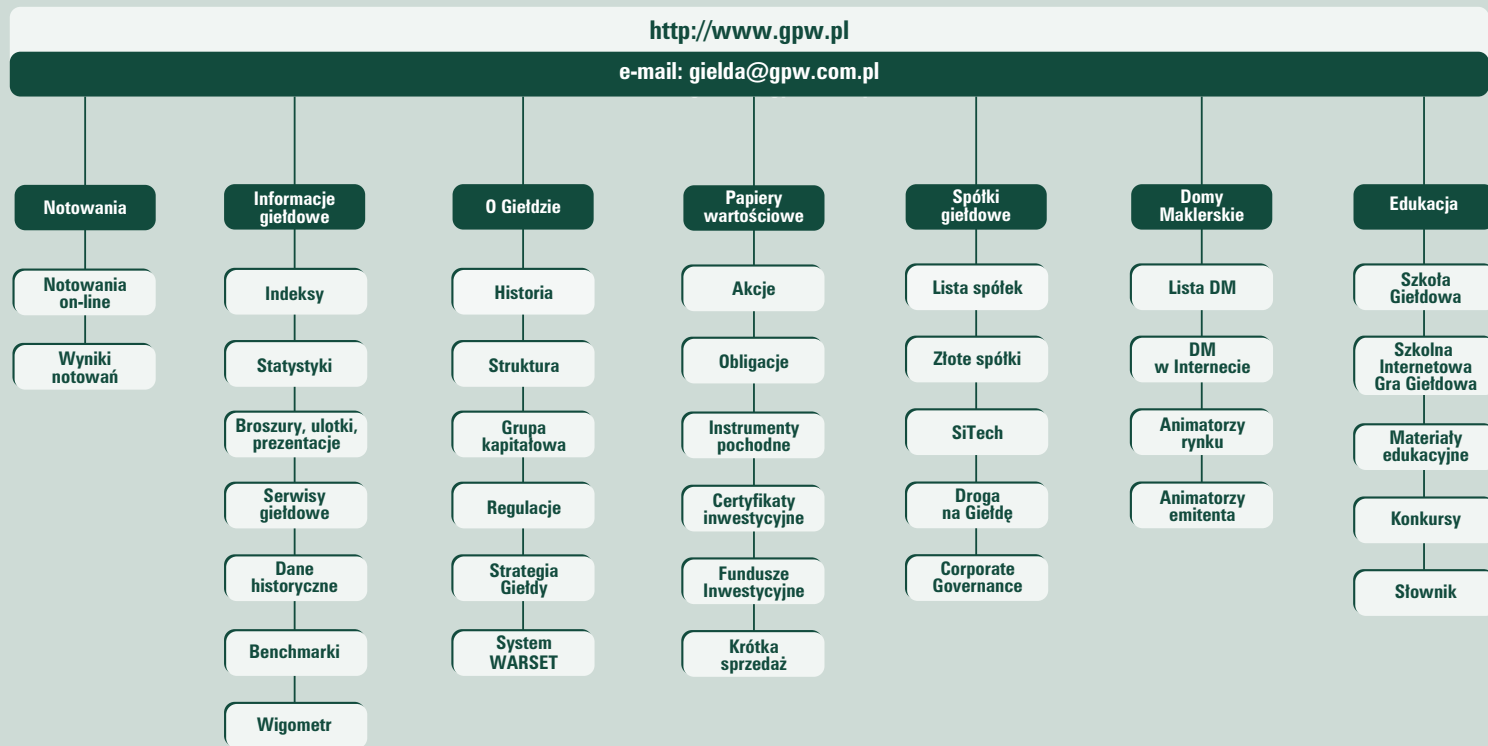 http://www.gpw.pl
e-mail: gielda@gpw.com.pl
Notowania
Notowania
on-line
Wyniki
notowań
Informacje
giełdowe
Indeksy
Statystyki
Broszury, ulotki,
prezentacje
Serwisy
giełdowe
Dane
historyczne
Benchmarki
Wigometr
O Giełdzie
Historia
Struktura
Grupa
kapitałowa
Regulacje
Strategia
Giełdy
System
WARSET
Papiery
wartościowe
Akcje
Obligacje
Instrumenty
pochodne
Certyfikaty
inwestycyjne
Fundusze
Inwestycyjne
Krótka
sprzedaż
Spółki
giełdowe
Lista spółek
Złote spółki
SiTech
Droga
na Giełdę
Corporate
Governance
Domy
Maklerskie
Lista DM
DM
w Internecie
Animatorzy
rynku
Animatorzy
emitenta
Edukacja
Szkoła
Giełdowa
Szkolna
Internetowa
Gra Giełdowa
Materiały
edukacyjne
Konkursy
Słownik